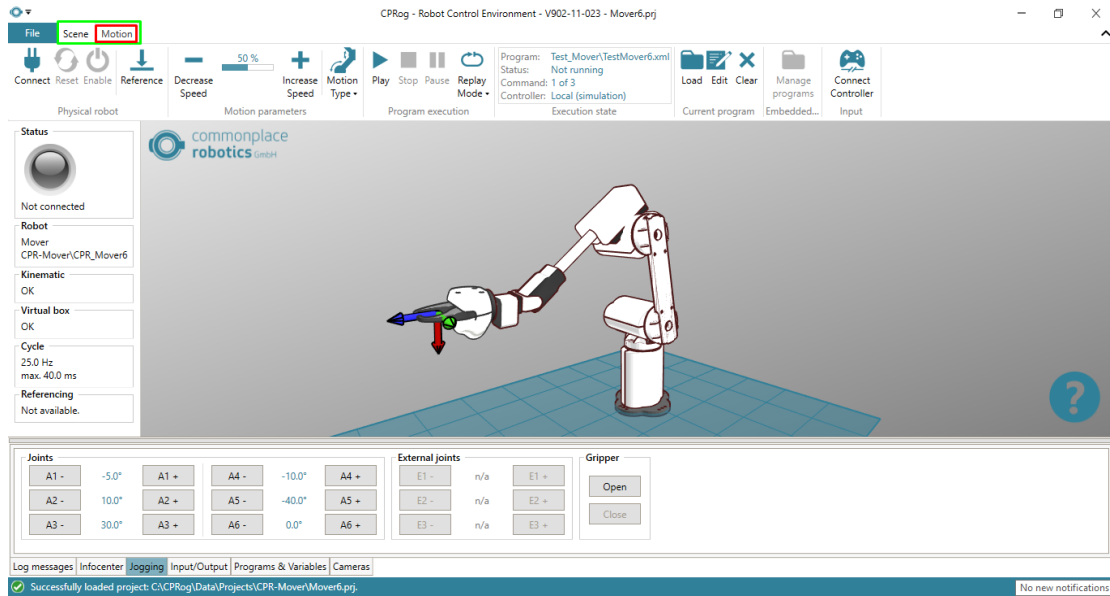 CPRog - Robot Control Environment - V902-11-023 - Mover6.prj
File Scene Motion
50 %
Connect Reset Enable Reference Decrease Speed Increase Speed Motion Type Play Stop Pause Replay Mode
Program: Test_Mover\TestMover6.xml
Status: Not running
Command: 1 of 3
Controller: Local (simulation)
Load Edit Clear Manage programs Connect Controller
Physical robot Motion parameters Program execution Execution state Current program Embedded... Input
Status
Not connected
Robot
Mover
CPR-Mover\CPR_Mover6
Kinematic
OK
Virtual box
OK
Cycle
25.0 Hz
max. 40.0 ms
Referencing
Not available.
commonplace
robotics GmbH
?
Joints External joints Gripper
A1 - -5.0° A1 + A4 - -10.0° A4 + E1 - n/a E1 + Open
A2 - 10.0° A2 + A5 - -40.0° A5 + E2 - n/a E2 + Close
A3 - 30.0° A3 + A6 - 0.0° A6 + E3 - n/a E3 +
Log messages Infocenter Jogging Input/Output Programs & Variables Cameras
Successfully loaded project: C:\CPRog\Data\Projects\CPR-Mover\Mover6.prj. No new notifications